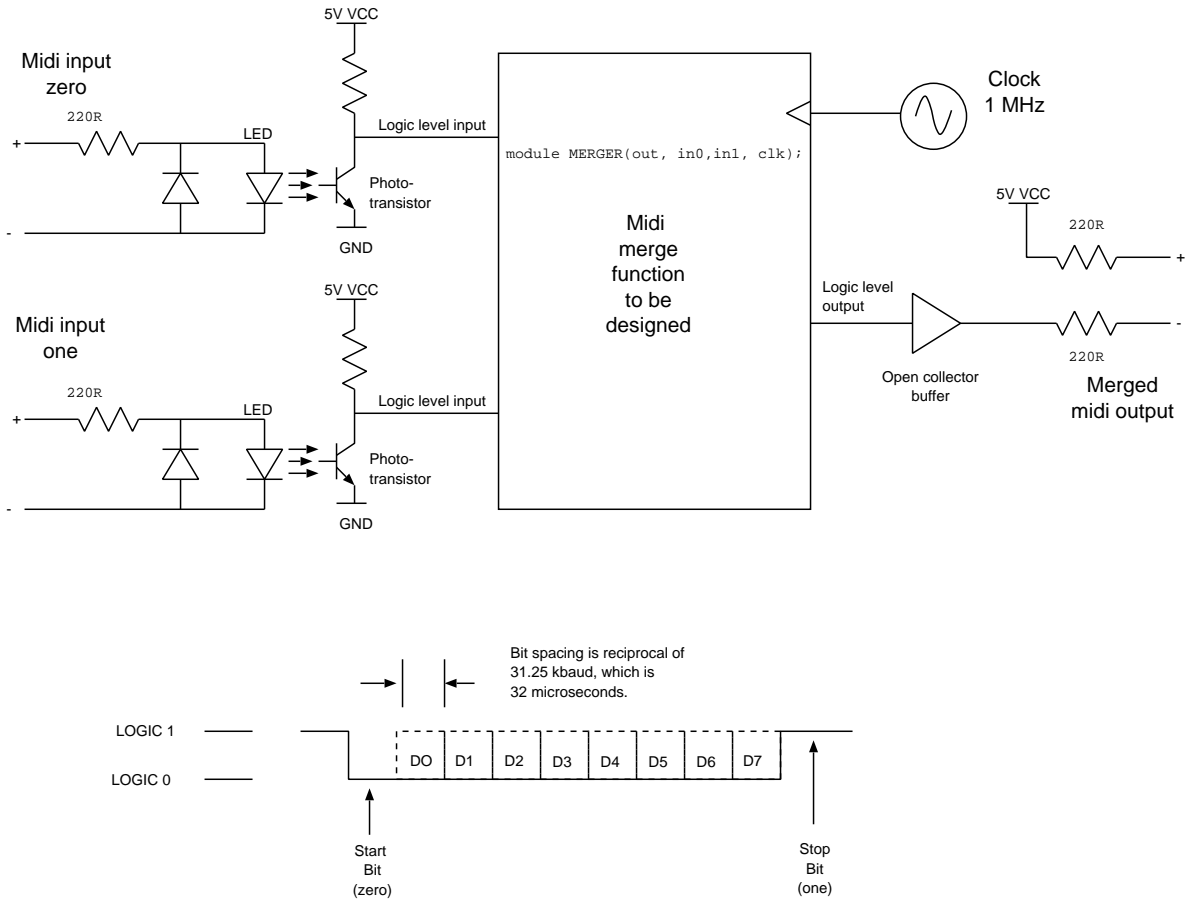 5V VCC
Midi input
zero
220R
+
LED
-
Photo-
transistor
GND
Logic level input
Midi input
one
220R
+
LED
-
5V VCC
Photo-
transistor
GND
Logic level input
module MERGER(out, in0,in1, clk);
Midi
merge
function
to be
designed
Clock
1 MHz
5V VCC
220R
+
Logic level
output
Open collector
buffer
-
220R
Merged
midi output
Bit spacing is reciprocal of
31.25 kbaud, which is
32 microseconds.
LOGIC 1
LOGIC 0
DO D1 D2 D3 D4 D5 D6 D7
Start
Bit
(zero)
Stop
Bit
(one)